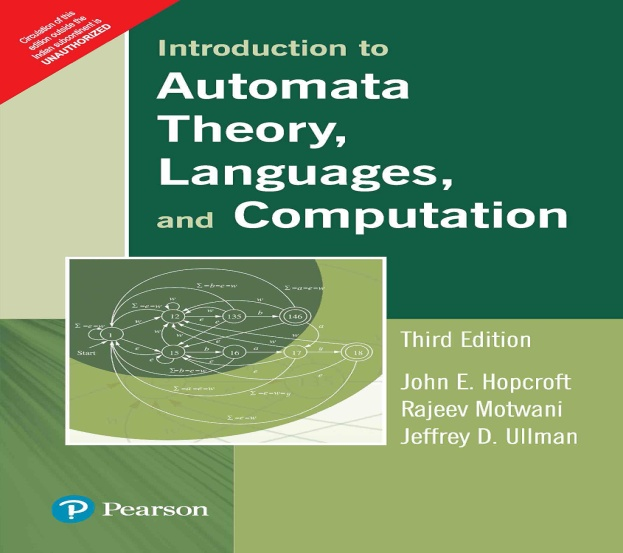 Circulation of this
edition outside the
Indian subcontinent is
UNAUTHORIZED
Introduction to
Automata
Theory,
Languages,
and Computation
Σ–b–e–w
Σ–a–e–w
Σ–e–w
w
w
12
e
135
b
146
Σ–e–w
1
Start
w
e
w
w
e
e
w
a
15
b
16
a
17
s
18
e
e
e
Σ–b–e–w
Σ–a–e–w
Σ–e–w
Third Edition
John E. Hopcroft
Rajeev Motwani
Jeffrey D. Ullman
Pearson